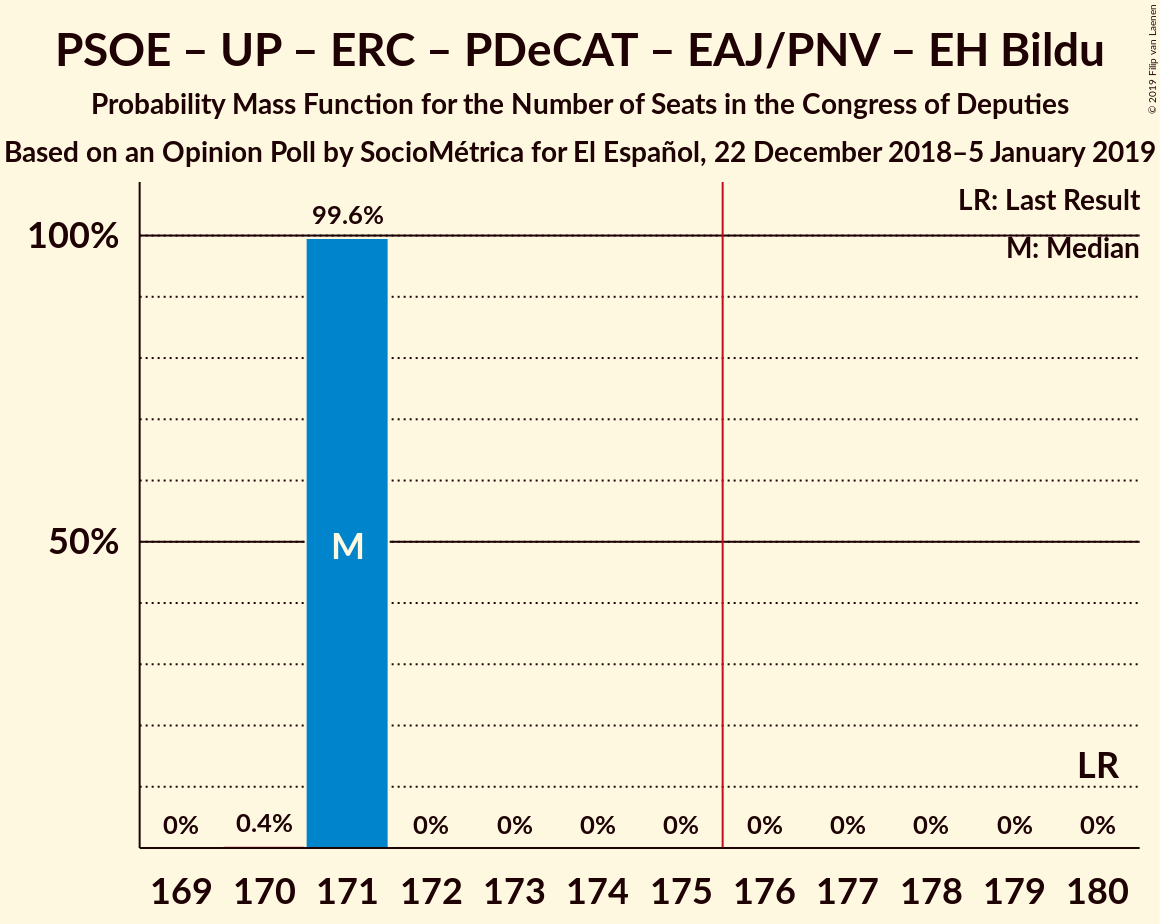 PSOE – UP – ERC – PDeCAT – EAJ/PNV – EH Bildu
Probability Mass Function for the Number of Seats in the Congress of Deputies
Based on an Opinion Poll by SocioMétrica for El Español, 22 December 2018–5 January 2019
© 2019 Filip van Laenen
LR: Last Result
M: Median
99.6%
100%
50%
M
LR
0% 0.4% 0% 0% 0% 0% 0% 0% 0% 0% 0%
169 170 171 172 173 174 175 176 177 178 179 180